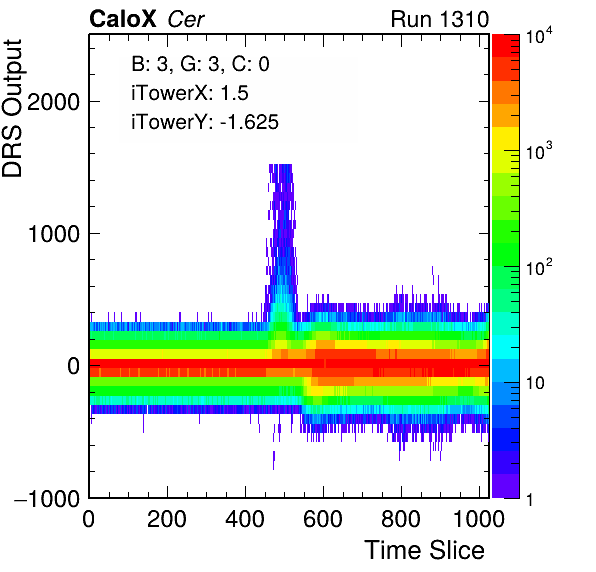 CaloX Cer Run 1310
B: 3, G: 3, C: 0
iTowerX: 1.5
iTowerY: -1.625
DRS Output
2000
1000
0
−1000
0 200 400 600 800 1000
Time Slice
10^4
10^3
10^2
10
1